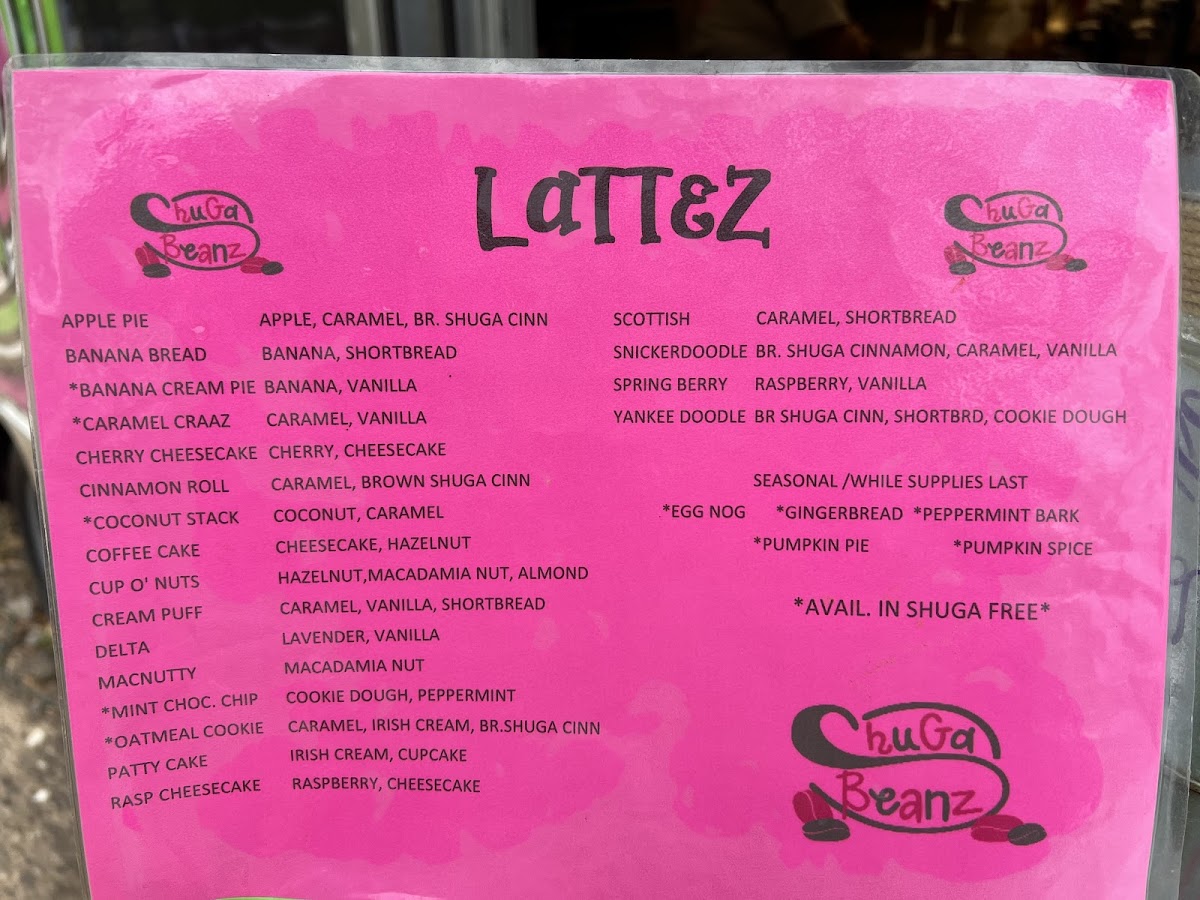 LaTTeZ
ShuGa
Beanz
ShuGa
Beanz
APPLE PIE APPLE, CARAMEL, BR. SHUGA CINN
BANANA BREAD BANANA, SHORTBREAD
*BANANA CREAM PIE BANANA, VANILLA
*CARAMEL CRAAZ CARAMEL, VANILLA
CHERRY CHEESECAKE CHERRY, CHEESECAKE
CINNAMON ROLL CARAMEL, BROWN SHUGA CINN
*COCONUT STACK COCONUT, CARAMEL
COFFEE CAKE CHEESECAKE, HAZELNUT
CUP O' NUTS HAZELNUT,MACADAMIA NUT, ALMOND
CREAM PUFF CARAMEL, VANILLA, SHORTBREAD
DELTA LAVENDER, VANILLA
MACNUTTY MACADAMIA NUT
*MINT CHOC. CHIP COOKIE DOUGH, PEPPERMINT
*OATMEAL COOKIE CARAMEL, IRISH CREAM, BR.SHUGA CINN
PATTY CAKE IRISH CREAM, CUPCAKE
RASP CHEESECAKE RASPBERRY, CHEESECAKE
SCOTTISH CARAMEL, SHORTBREAD
SNICKERDOODLE BR. SHUGA CINNAMON, CARAMEL, VANILLA
SPRING BERRY RASPBERRY, VANILLA
YANKEE DOODLE BR SHUGA CINN, SHORTBRD, COOKIE DOUGH
SEASONAL /WHILE SUPPLIES LAST
*EGG NOG *GINGERBREAD *PEPPERMINT BARK
*PUMPKIN PIE *PUMPKIN SPICE
*AVAIL. IN SHUGA FREE*
ShuGa
Beanz